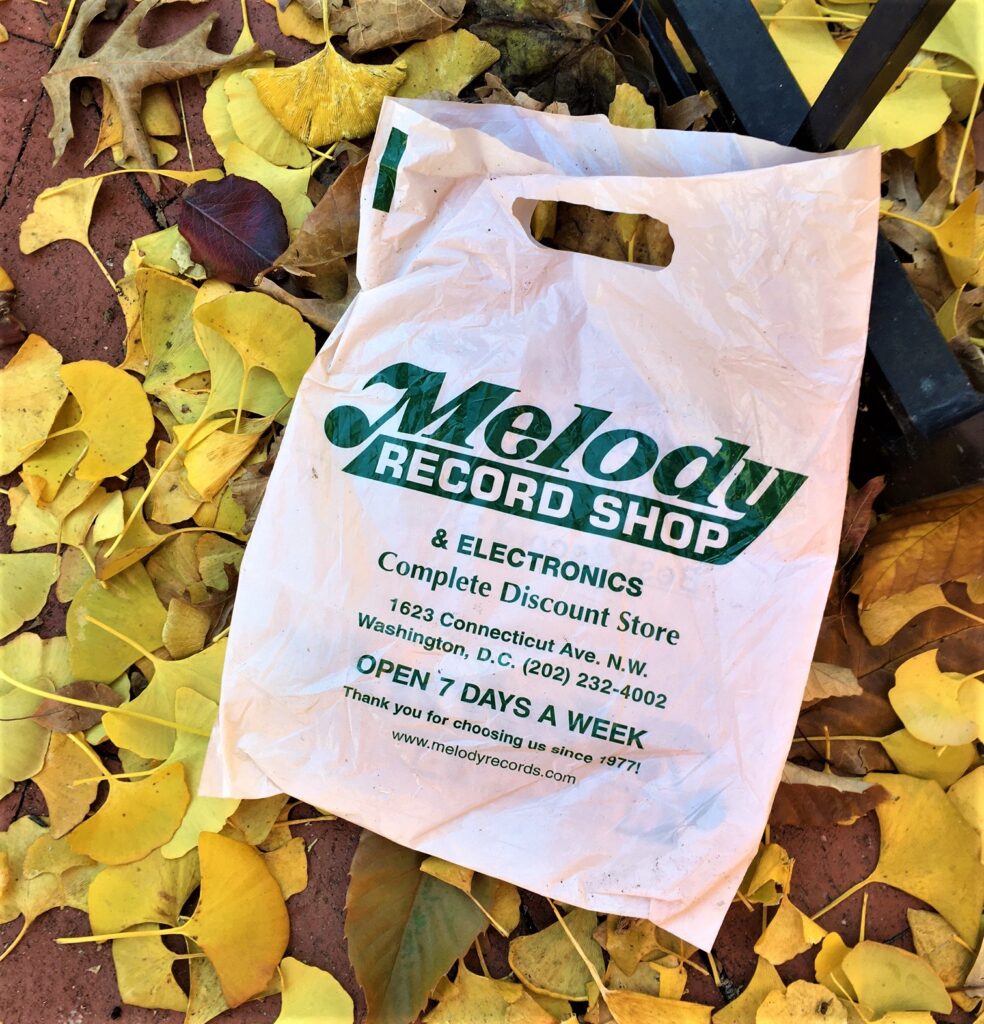 Melody
RECORD SHOP
& ELECTRONICS
Complete Discount Store
1623 Connecticut Ave. N.W.
Washington, D.C. (202) 232-4002
OPEN 7 DAYS A WEEK
Thank you for choosing us since 1977!
www.melodyrecords.com